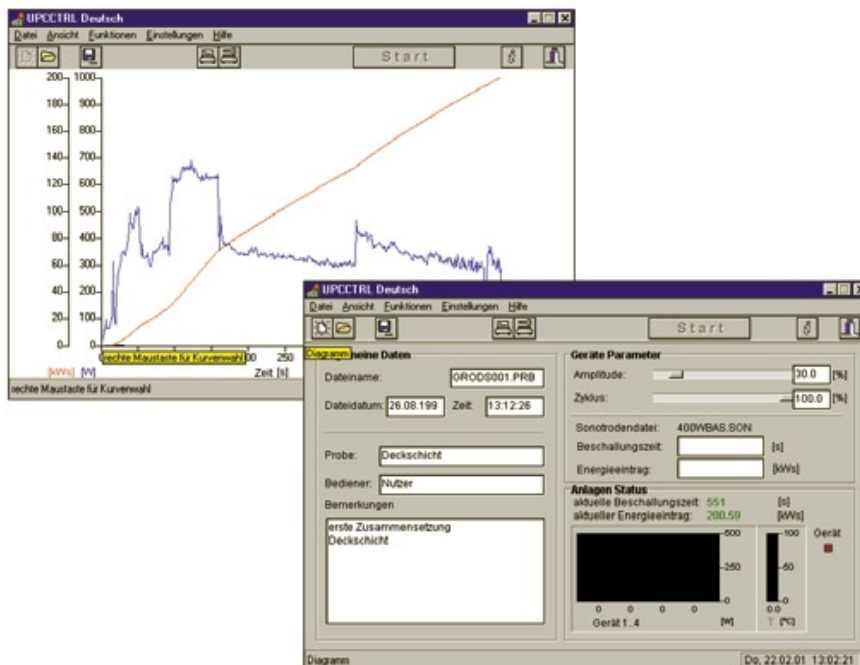 UPCCTRL Deutsch
Datei Ansicht Funktionen Einstellungen Hilfe
Start
200 1000
180 900
160 800
140 700
120 600
100 500
80 400
60 300
40 200
20 100
0 0
rechte Maustaste für Kurvenwahl 00 250
[kWs] [W] Zeit [s]
rechte Maustaste für Kurvenwahl
UPCCTRL Deutsch
Datei Ansicht Funktionen Einstellungen Hilfe
Start
Diagramm
meine Daten
Dateiname: GRODS001.PRB
Dateidatum: 26.08.199 Zeit: 13:12:26
Probe: Deckschicht
Bediener: Nutzer
Bemerkungen
erste Zusammensetzung
Deckschicht
Geräte Parameter
Amplitude: 30.0 [%]
Zyklus: 100.0 [%]
Sonotrodendatei: 400WBAS.SON
Beschallungszeit: [s]
Energieeintrag: [kWs]
Anlagen Status
aktuelle Beschallungszeit: 551 [s]
aktueller Energieeintrag: 200.59 [kWs]
500 100 Gerät
250 50
0 0
0 0 0 0 0.0
Gerät 1..4 [W] T [°C]
Diagramm Do, 22.02.01 13:02:21